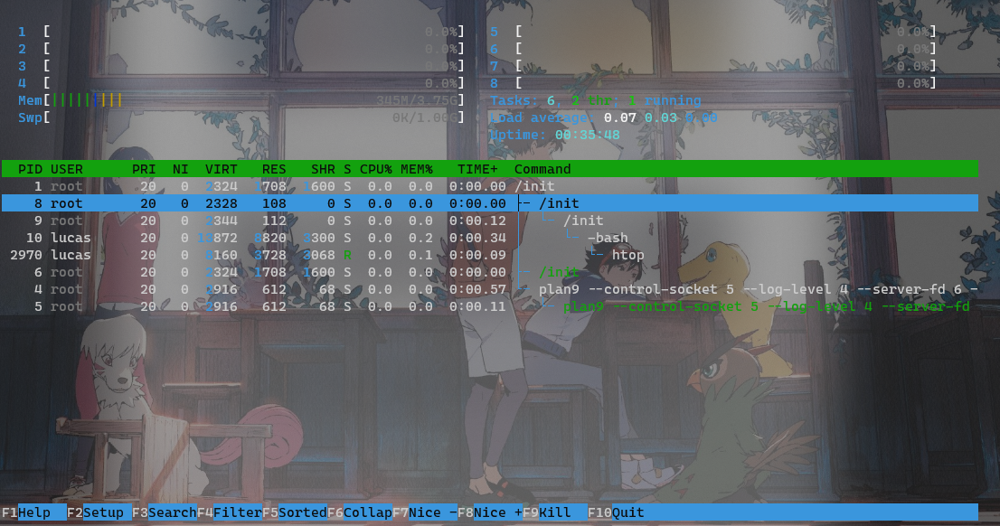 1 [ 0.0%] 5 [ 0.0%]
2 [ 0.0%] 6 [ 0.0%]
3 [ 0.0%] 7 [ 0.0%]
4 [ 0.0%] 8 [ 0.0%]
Mem[||||||||| 345M/3.75G] Tasks: 6, 2 thr; 1 running
Swp[ 0K/1.00G] Load average: 0.07 0.03 0.00
Uptime: 00:35:48
PID USER PRI NI VIRT RES SHR S CPU% MEM% TIME+ Command
1 root 20 0 2324 1708 1600 S 0.0 0.0 0:00.00 /init
8 root 20 0 2328 108 0 S 0.0 0.0 0:00.00 ├─ /init
9 root 20 0 2344 112 0 S 0.0 0.0 0:00.12 └─ /init
10 lucas 20 0 872 820 3300 S 0.0 0.2 0:00.34 └─ -bash
2970 lucas 20 0 160 3728 3068 R 0.0 0.1 0:00.09 └─ htop
6 root 20 0 2324 1708 1600 S 0.0 0.0 0:00.00 ├─ /init
4 root 20 0 2916 612 68 S 0.0 0.0 0:00.57 plan9 --control-socket 5 --log-level 4 --server-fd 6 -
5 root 20 0 2916 612 68 S 0.0 0.0 0:00.11 └─ plan9 --control-socket 5 --log-level 4 --server-fd
F1Help F2Setup F3SearchF4FilterF5SortedF6CollapF7Nice -F8Nice +F9Kill F10Quit